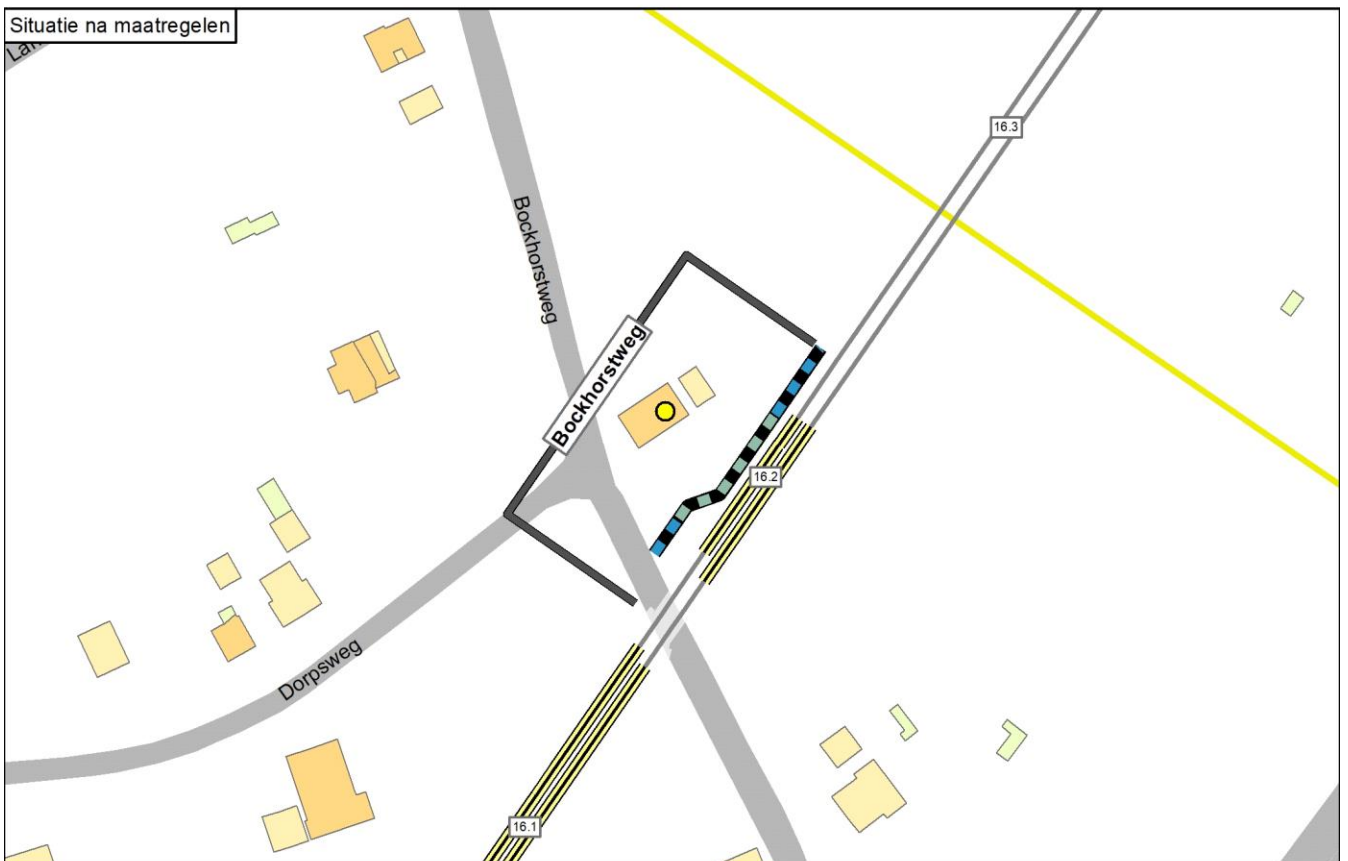 Situatie na maatregelen
16.3
Bockhorstweg
Bockhorstweg
16.2
Dorpsweg
16.1